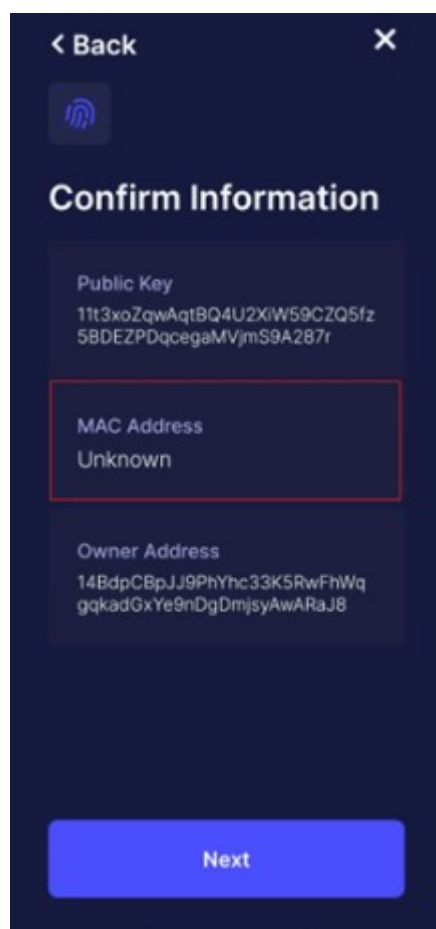 < Back
Confirm Information
Public Key
11t3xoZqwAqtBQ4U2XiW59CZQ5fz
5BDEZPDqcegaMVjmS9A287r
MAC Address
Unknown
Owner Address
14BdpCBpJJ9PhYhc33K5RwFhWq
gqkadGxYe9nDgDmjsyAwARaJ8
Next